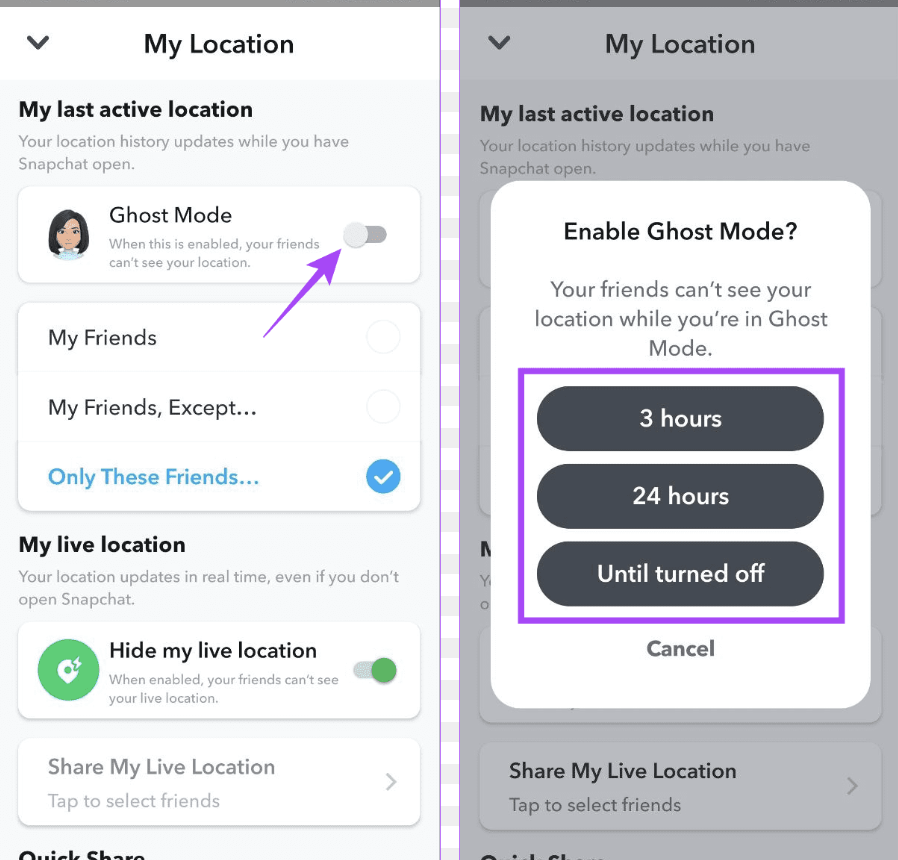 My Location
My last active location
Your location history updates while you have
Snapchat open.
Ghost Mode
When this is enabled, your friends
can't see your location.
My Friends
My Friends, Except...
Only These Friends...
My live location
Your location updates in real time, even if you don't
open Snapchat.
Hide my live location
When enabled, your friends can't see
your live location.
Share My Live Location
Tap to select friends
Quick Share
My Location
My last active location
Your location history updates while you have
Snapchat open.
Enable Ghost Mode?
Your friends can't see your
location while you're in Ghost
Mode.
3 hours
24 hours
Until turned off
Cancel
Share My Live Location
Tap to select friends